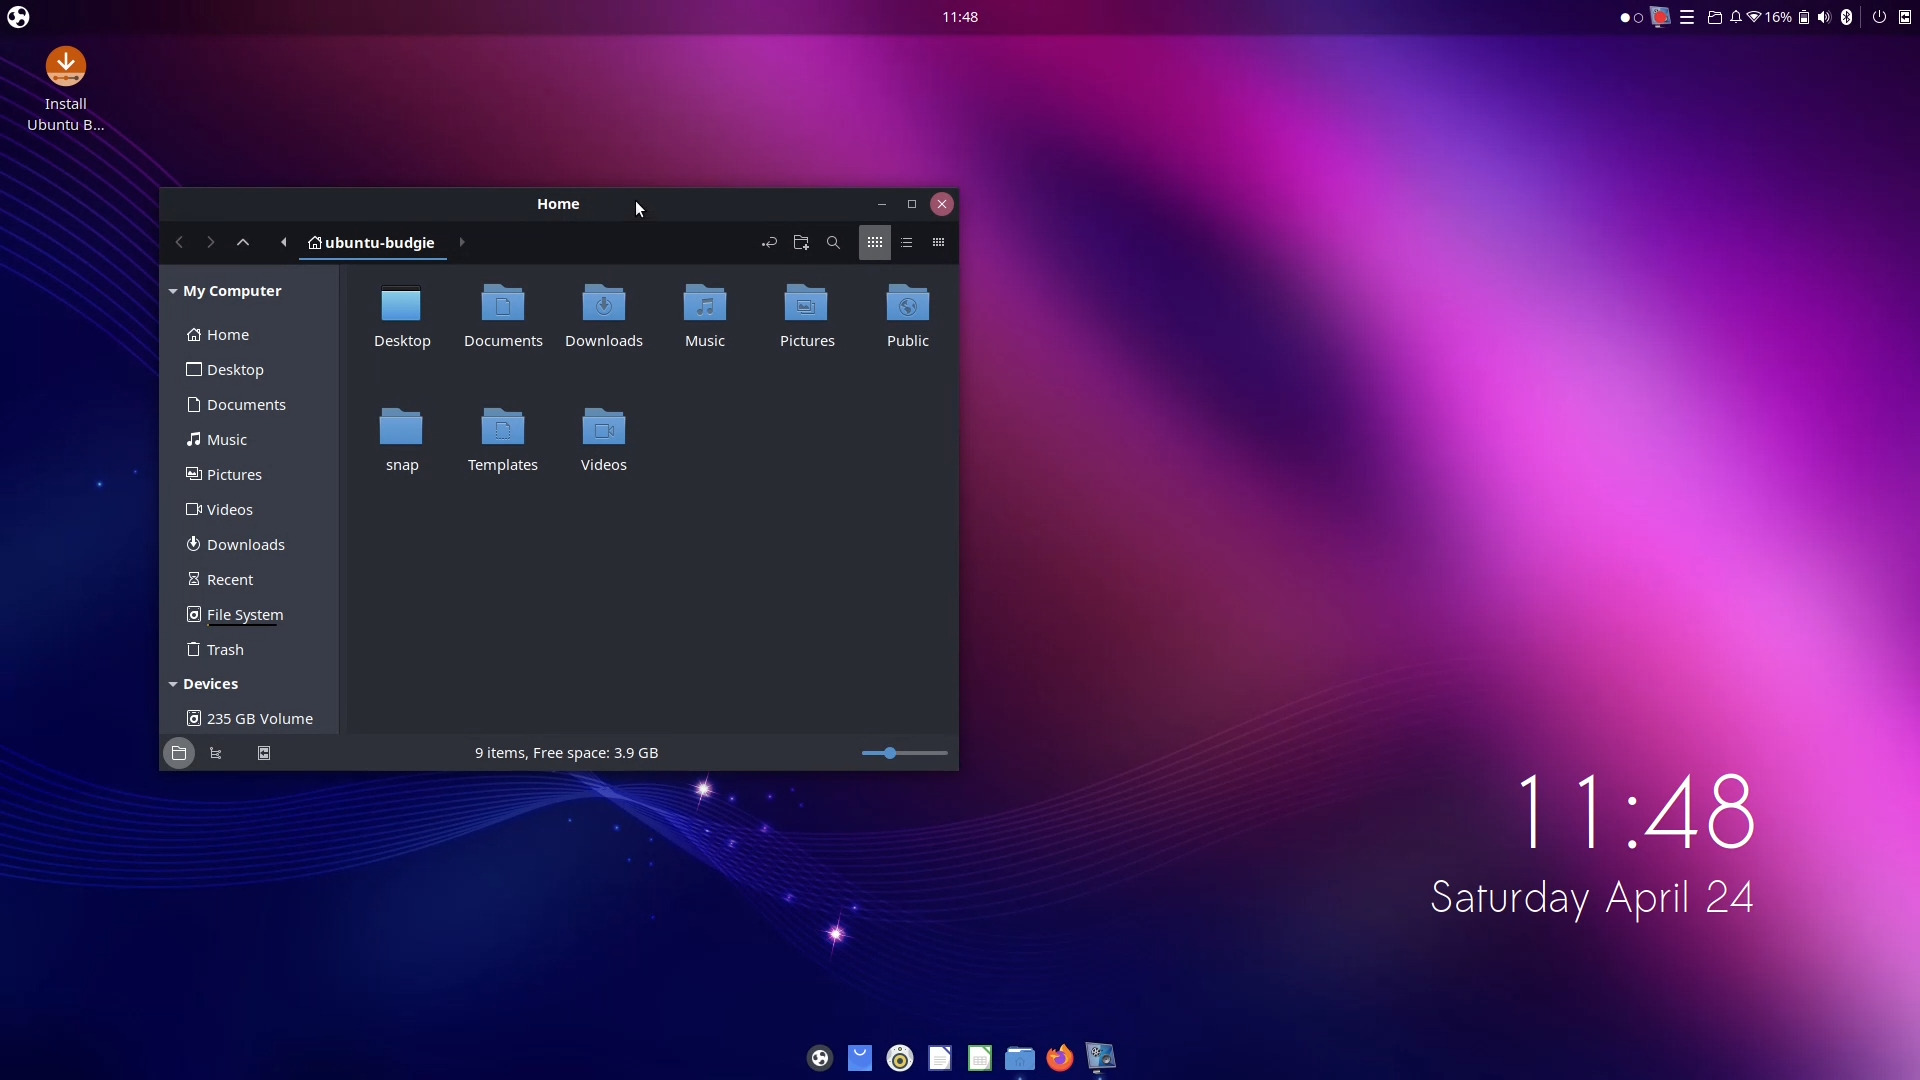 11:48
16%
Install
Ubuntu B...
Home
ubuntu-budgie
My Computer
Home
Desktop
Documents
Music
Pictures
Videos
Downloads
Recent
File System
Trash
Devices
235 GB Volume
Desktop
Documents
Downloads
Music
Pictures
Public
snap
Templates
Videos
9 items, Free space: 3.9 GB
11:48
Saturday April 24